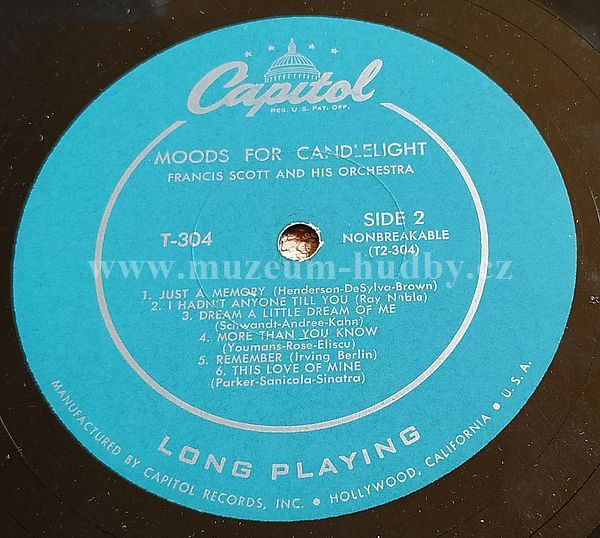 Capitol
REG. U. S. PAT. OFF.
MOODS FOR CANDLELIGHT
FRANCIS SCOTT AND HIS ORCHESTRA
T-304
SIDE 2
NONBREAKABLE
(T2-304)
www.muzeum-hudby.cz
1. JUST A MEMORY (Henderson-DeSylva-Brown)
2. I HADN'T ANYONE TILL YOU (Ray Noble)
3. DREAM A LITTLE DREAM OF ME
(Schwandt-Andree-Kahn)
4. MORE THAN YOU KNOW
(Youmans-Rose-Eliscu)
5. REMEMBER (Irving Berlin)
6. THIS LOVE OF MINE
(Parker-Sanicola-Sinatra)
LONG PLAYING
MANUFACTURED BY CAPITOL RECORDS, INC. • HOLLYWOOD, CALIFORNIA • U.S.A.